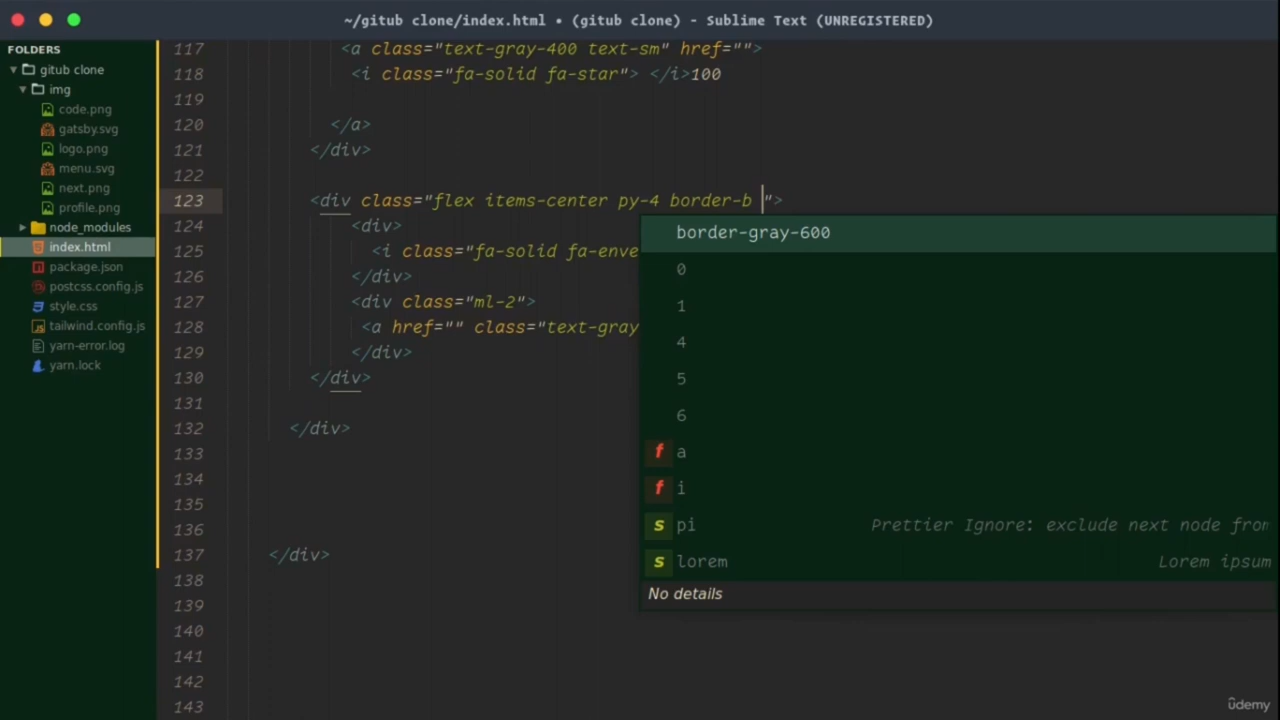 ~/gitub clone/index.html • (gitub clone) - Sublime Text (UNREGISTERED)
FOLDERS
gitub clone
img
code.png
gatsby.svg
logo.png
menu.svg
next.png
profile.png
node_modules
index.html
package.json
postcss.config.js
style.css
tailwind.config.js
yarn-error.log
yarn.lock
117 <a class="text-gray-400 text-sm" href="">
118 <i class="fa-solid fa-star"> </i>100
119
120 </a>
121 </div>
122
123 <div class="flex items-center py-4 border-b ">
124 <div>
125 <i class="fa-solid fa-enve
126 </div>
127 <div class="ml-2">
128 <a href="" class="text-gray
129 </div>
130 </div>
131
132 </div>
133
134
135
136
137 </div>
138
139
140
141
142
143
border-gray-600
0
1
4
5
6
f a
f i
s pi Prettier Ignore: exclude next node from
s lorem Lorem ipsum
No details
ûdemy